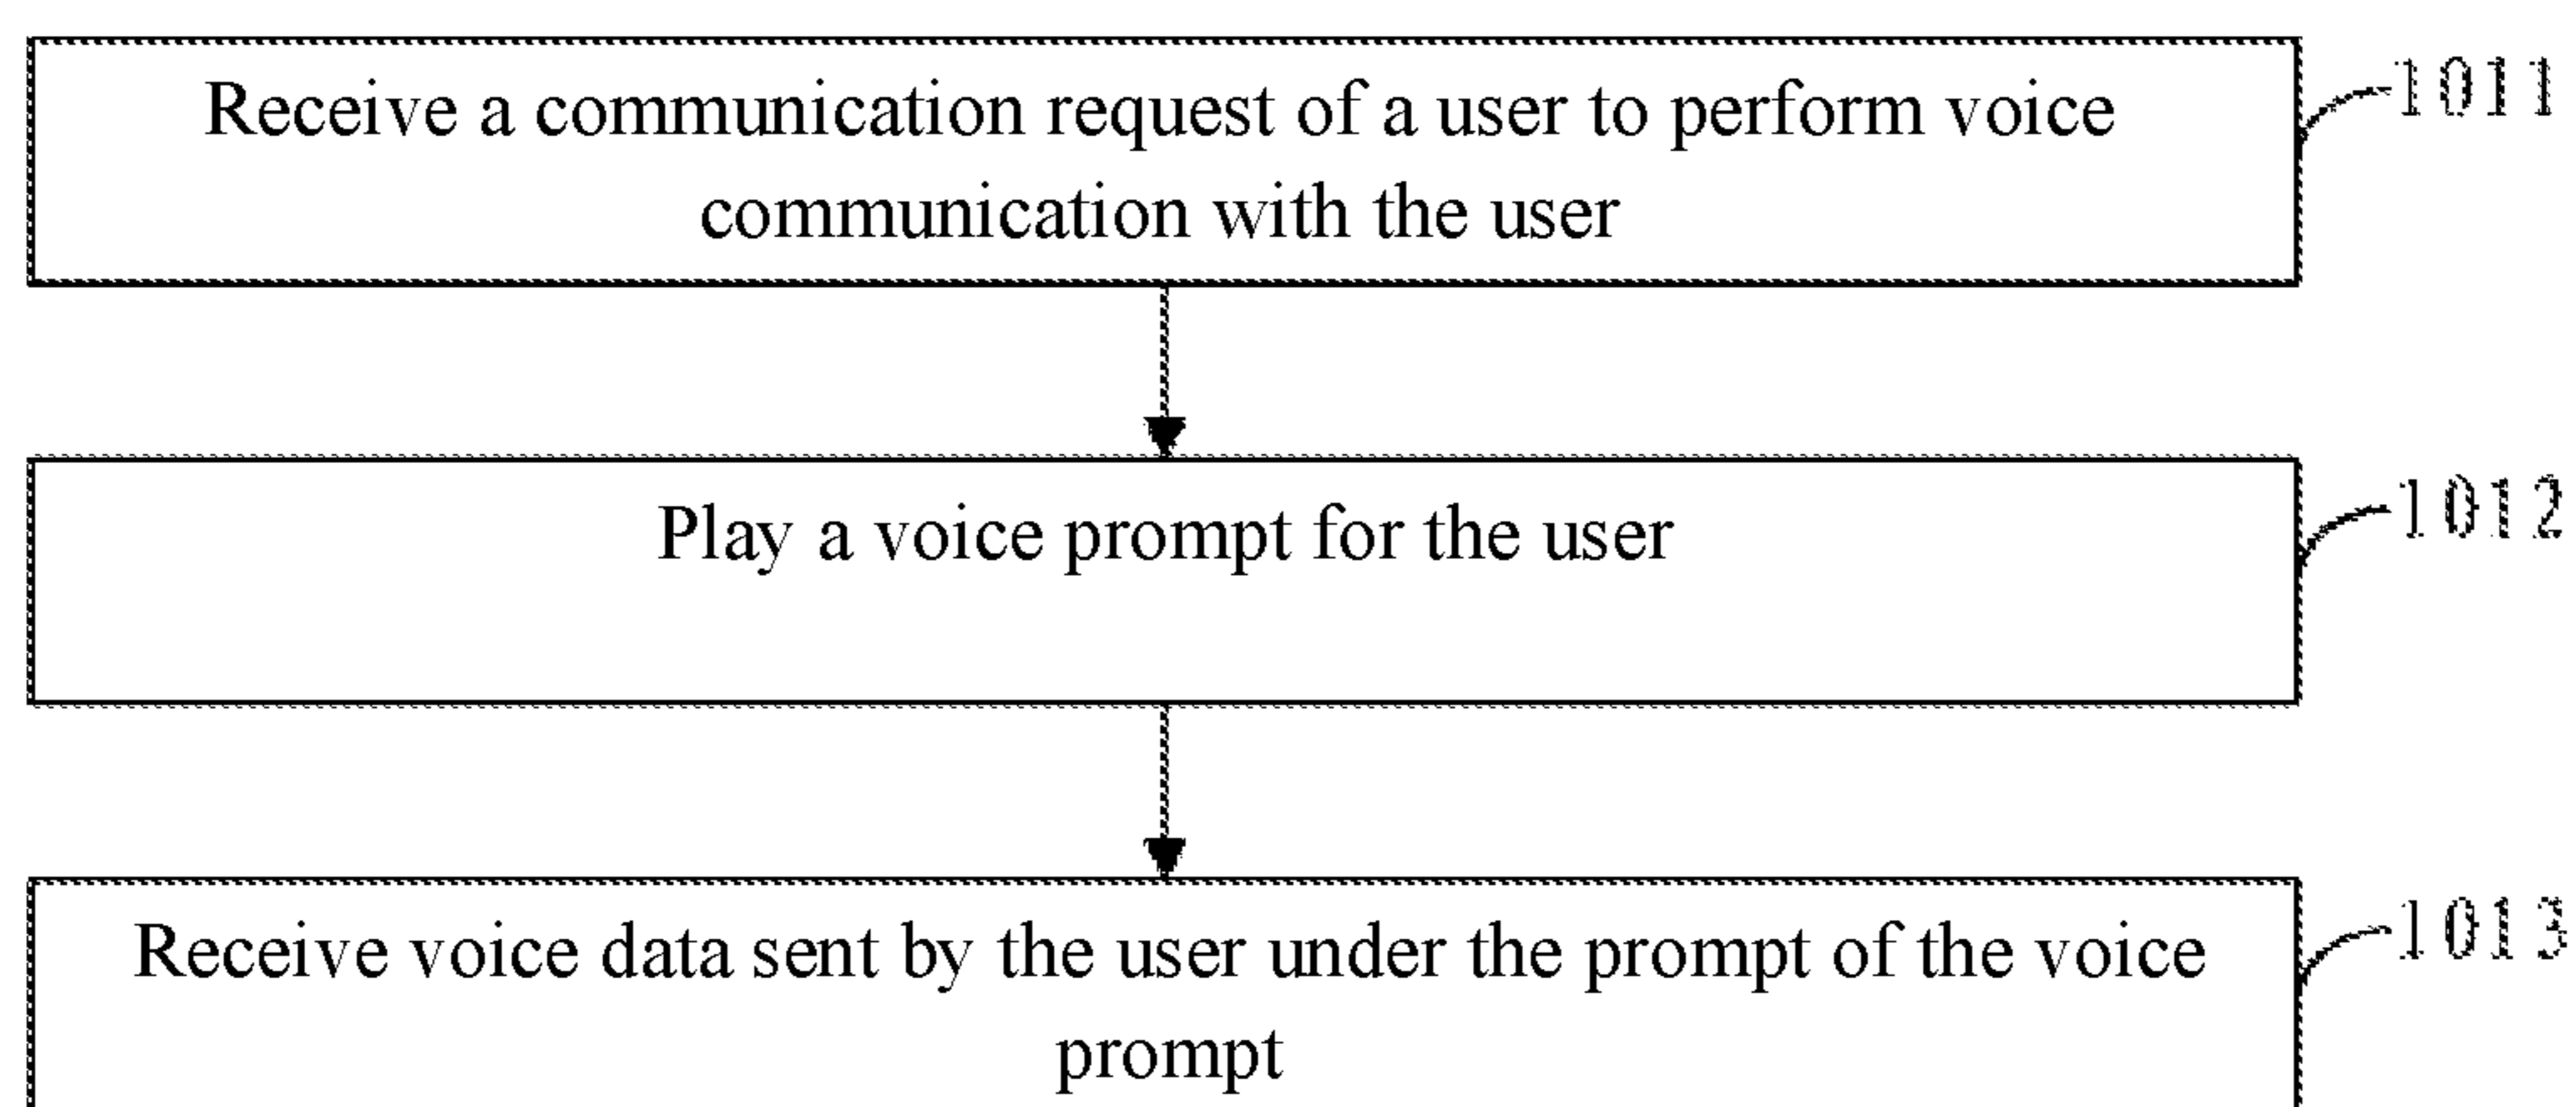 Receive a communication request of a user to perform voice
communication with the user
1011
Play a voice prompt for the user
1012
Receive voice data sent by the user under the prompt of the voice
prompt
1013